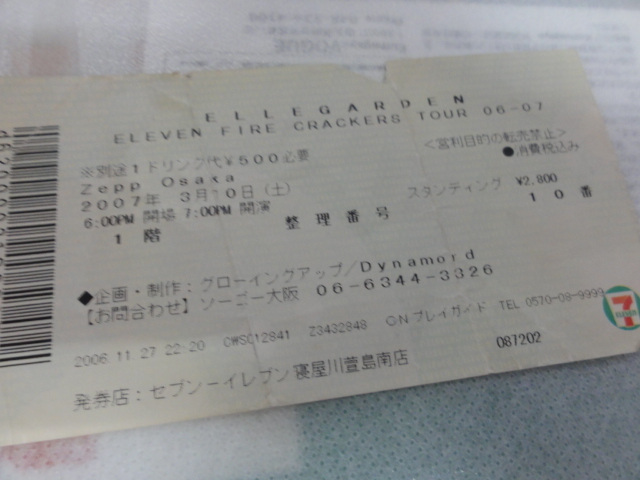 ELLEGARDEN
ELEVEN FIRE CRACKERS TOUR 06-07
<営利目的の転売禁止>
※別途1ドリンク代¥500必要 ●消費税込み
Zepp Osaka
2007年 3月10日(土) スタンディング ¥2,800
6:00PM 開場 7:00PM 開演
1階 整理番号 10番
◆企画・制作:グローイングアップ/Dynamord
【お問合わせ】ソーゴー大阪 06-6344-3326
2006.11.27 22:20 CWSC12841 Z3432848 CNプレイガイド TEL 0570-08-9999
087202
発券店:セブン-イレブン寝屋川萱島南店